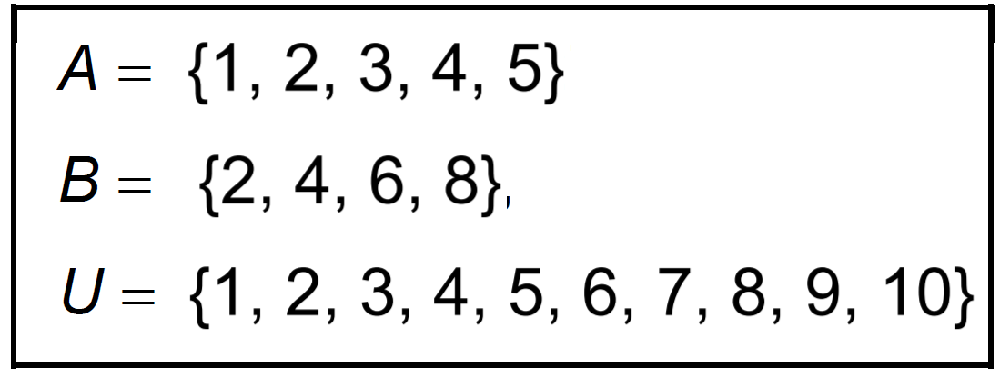 A = {1, 2, 3, 4, 5}
B = {2, 4, 6, 8},
U = {1, 2, 3, 4, 5, 6, 7, 8, 9, 10}